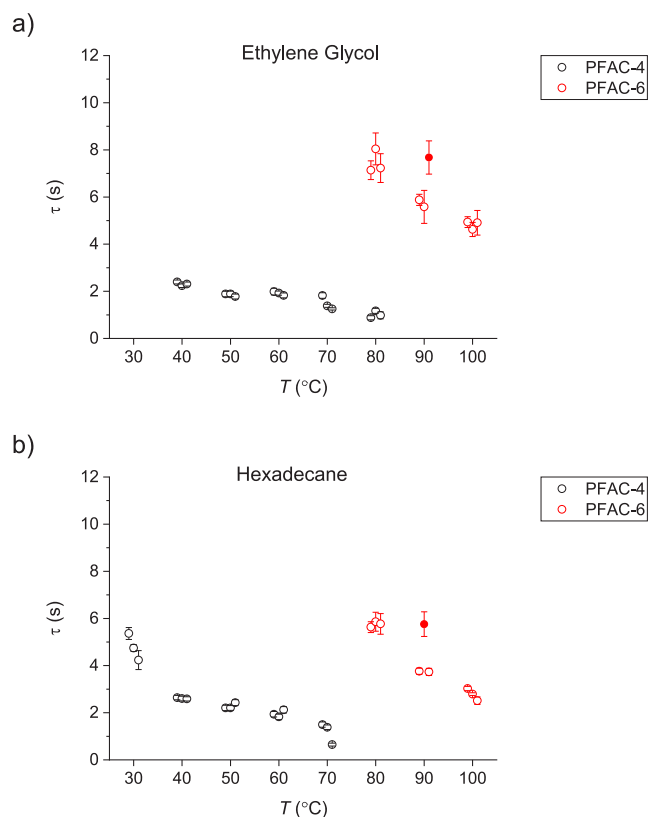 a)
Ethylene Glycol
PFAC-4
PFAC-6
12
10
8
6
4
2
0
τ (s)
30 40 50 60 70 80 90 100
T (°C)
b)
Hexadecane
PFAC-4
PFAC-6
12
10
8
6
4
2
0
τ (s)
30 40 50 60 70 80 90 100
T (°C)